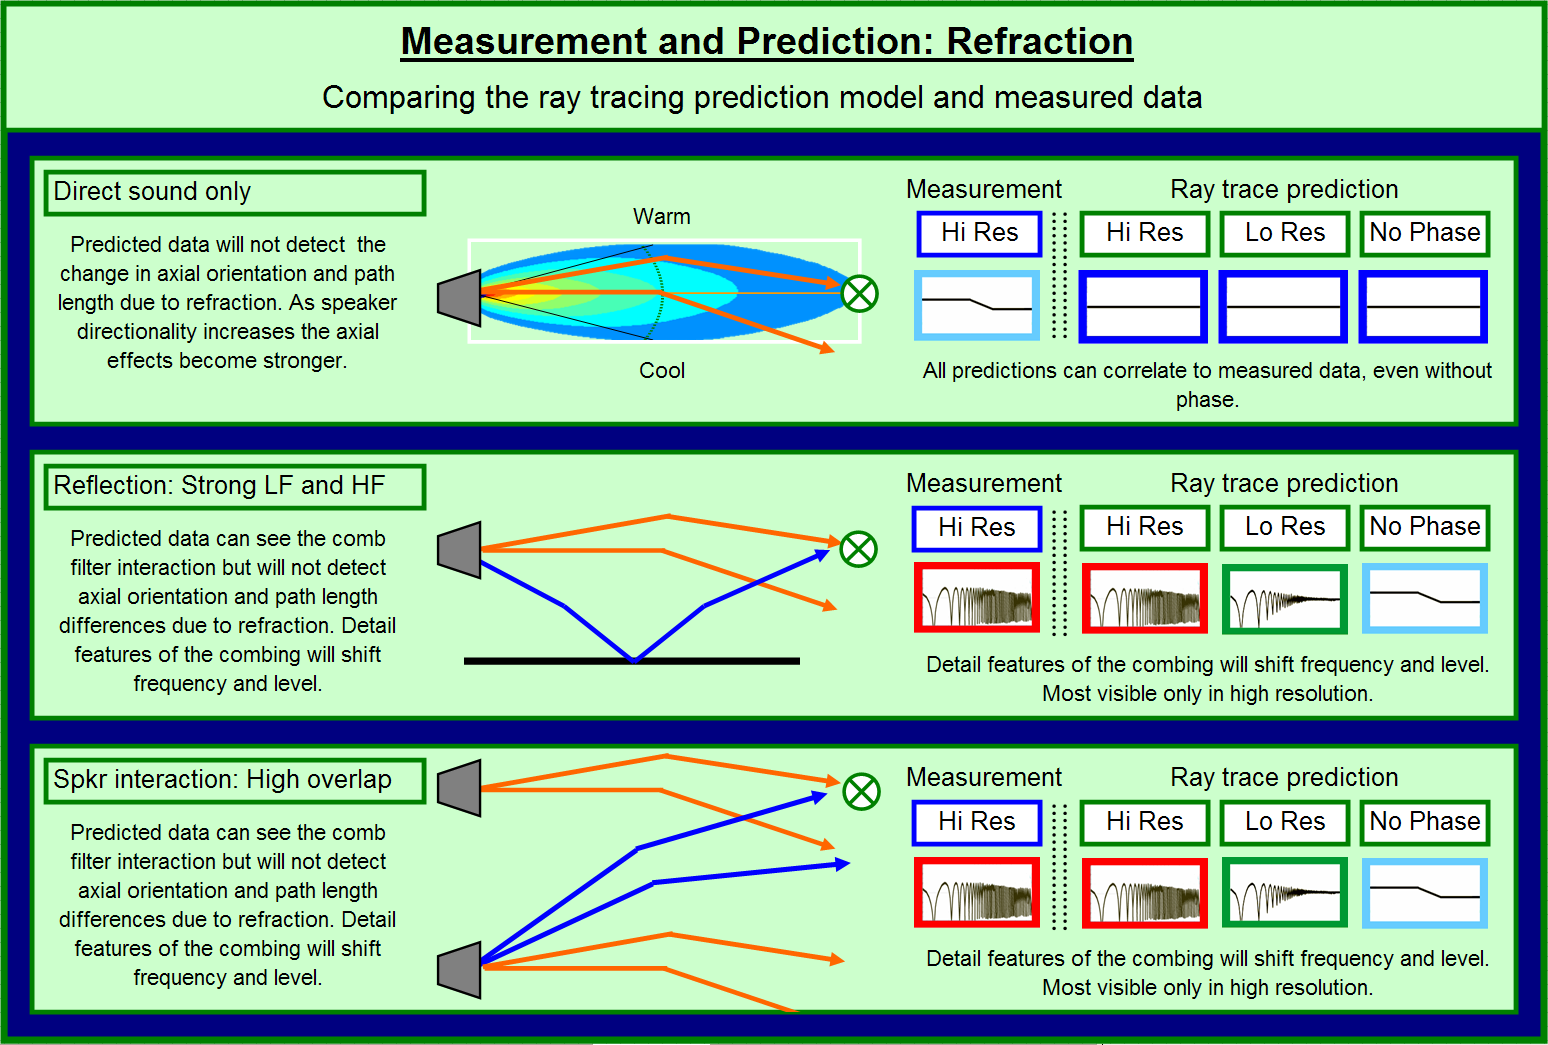 Measurement and Prediction: Refraction
Comparing the ray tracing prediction model and measured data
Direct sound only
Predicted data will not detect the
change in axial orientation and path
length due to refraction. As speaker
directionality increases the axial
effects become stronger.
Warm
Cool
Measurement
Ray trace prediction
Hi Res
Hi Res
Lo Res
No Phase
All predictions can correlate to measured data, even without
phase.
Reflection: Strong LF and HF
Predicted data can see the comb
filter interaction but will not detect
axial orientation and path length
differences due to refraction. Detail
features of the combing will shift
frequency and level.
Measurement
Ray trace prediction
Hi Res
Hi Res
Lo Res
No Phase
Detail features of the combing will shift frequency and level.
Most visible only in high resolution.
Spkr interaction: High overlap
Predicted data can see the comb
filter interaction but will not detect
axial orientation and path length
differences due to refraction. Detail
features of the combing will shift
frequency and level.
Measurement
Ray trace prediction
Hi Res
Hi Res
Lo Res
No Phase
Detail features of the combing will shift frequency and level.
Most visible only in high resolution.